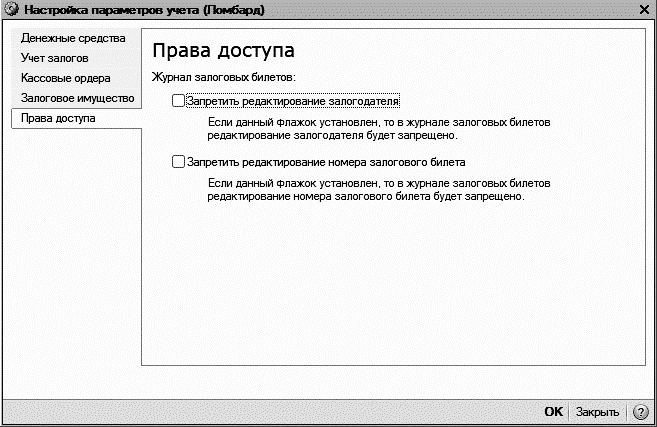 Настройка параметров учета (Ломбард)
Денежные средства
Учет залогов
Кассовые ордера
Залоговое имущество
Права доступа
Права доступа
Журнал залоговых билетов:
Запретить редактирование залогодателя
Если данный флажок установлен, то в журнале залоговых билетов
редактирование залогодателя будет запрещено.
Запретить редактирование номера залогового билета
Если данный флажок установлен, то в журнале залоговых билетов
редактирование номера залогового билета будет запрещено.
OK Закрыть ?